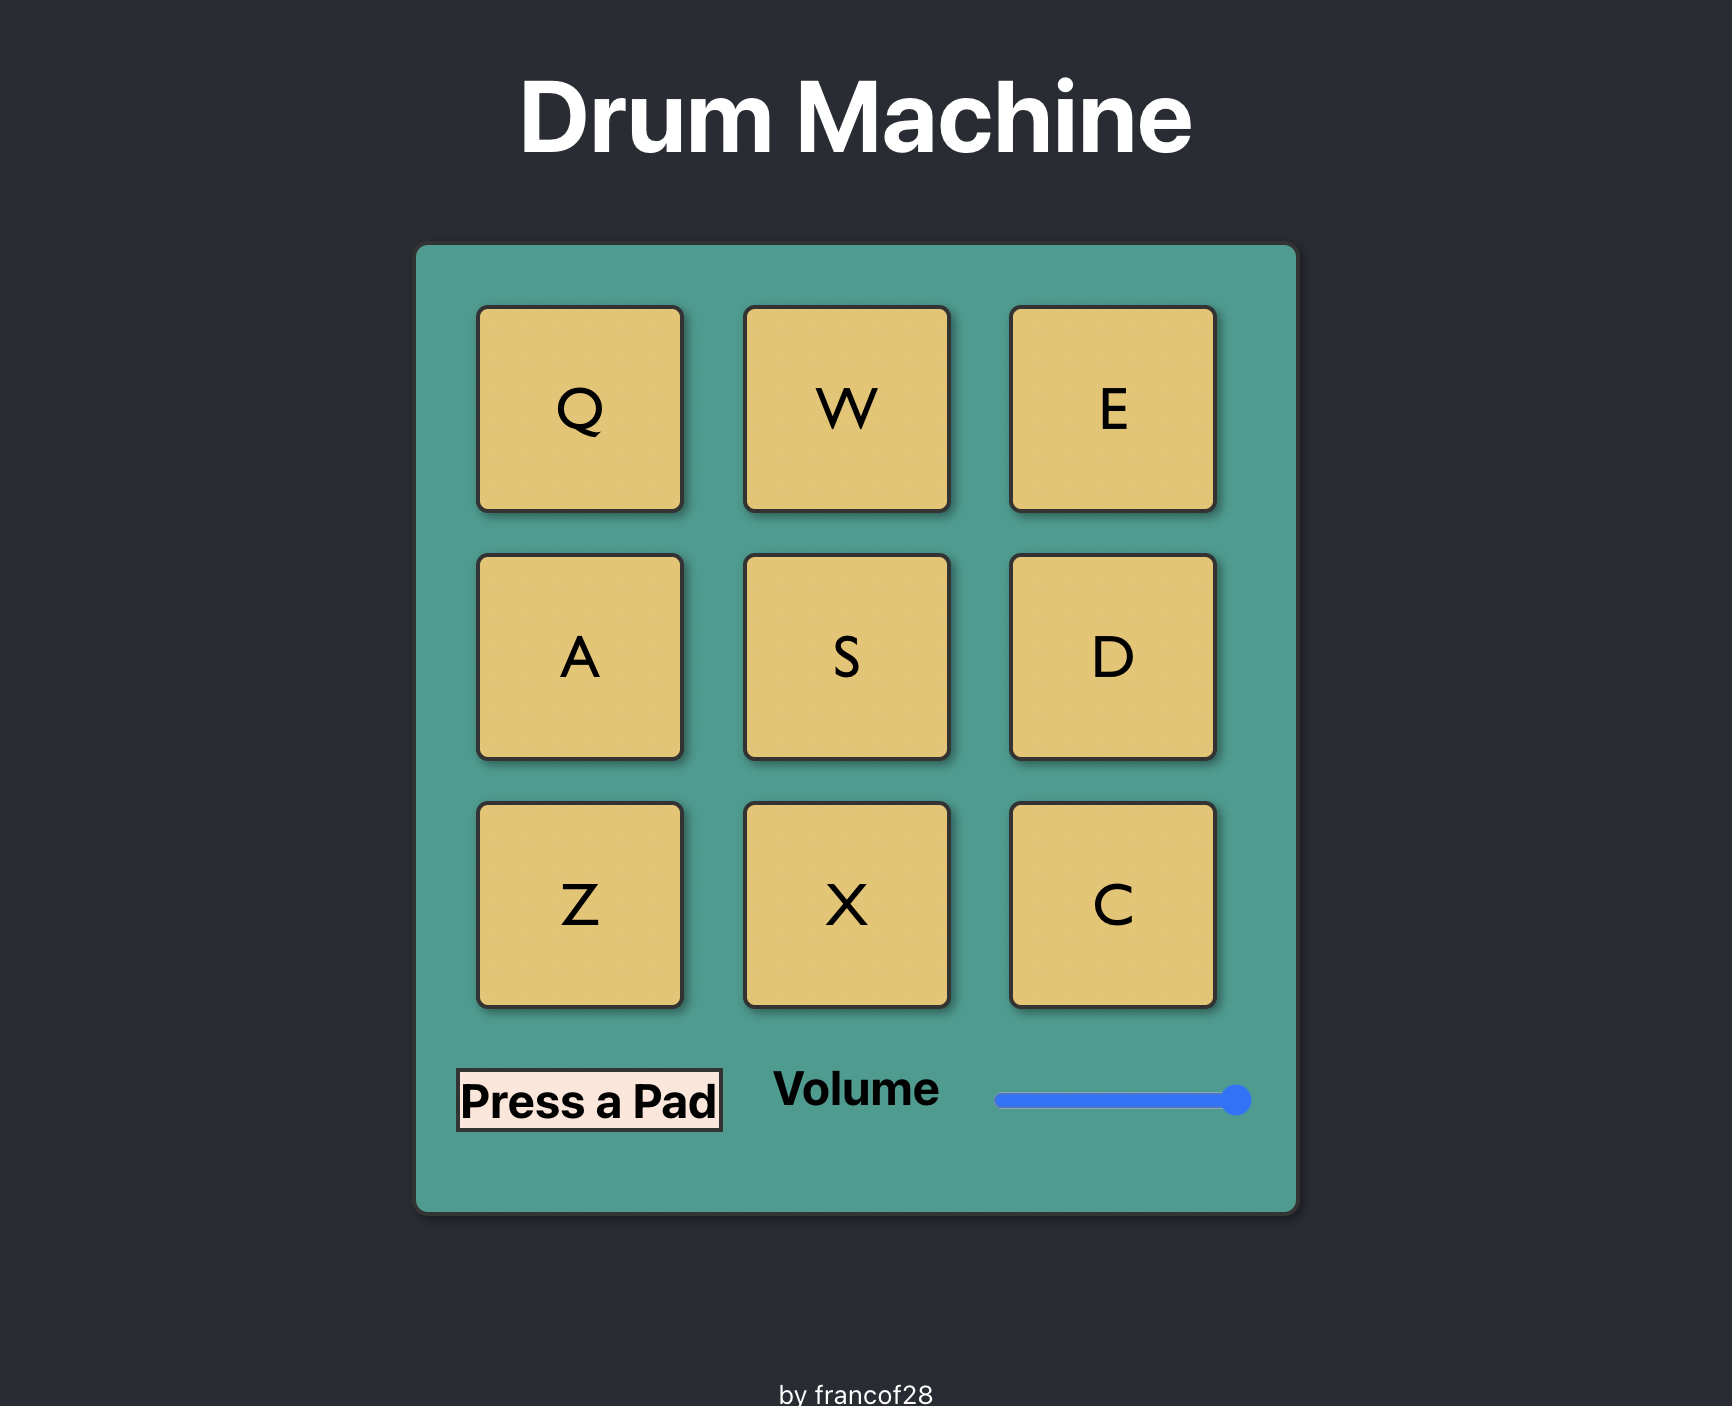 Drum Machine
Q W E
A S D
Z X C
Press a Pad Volume
by francof28